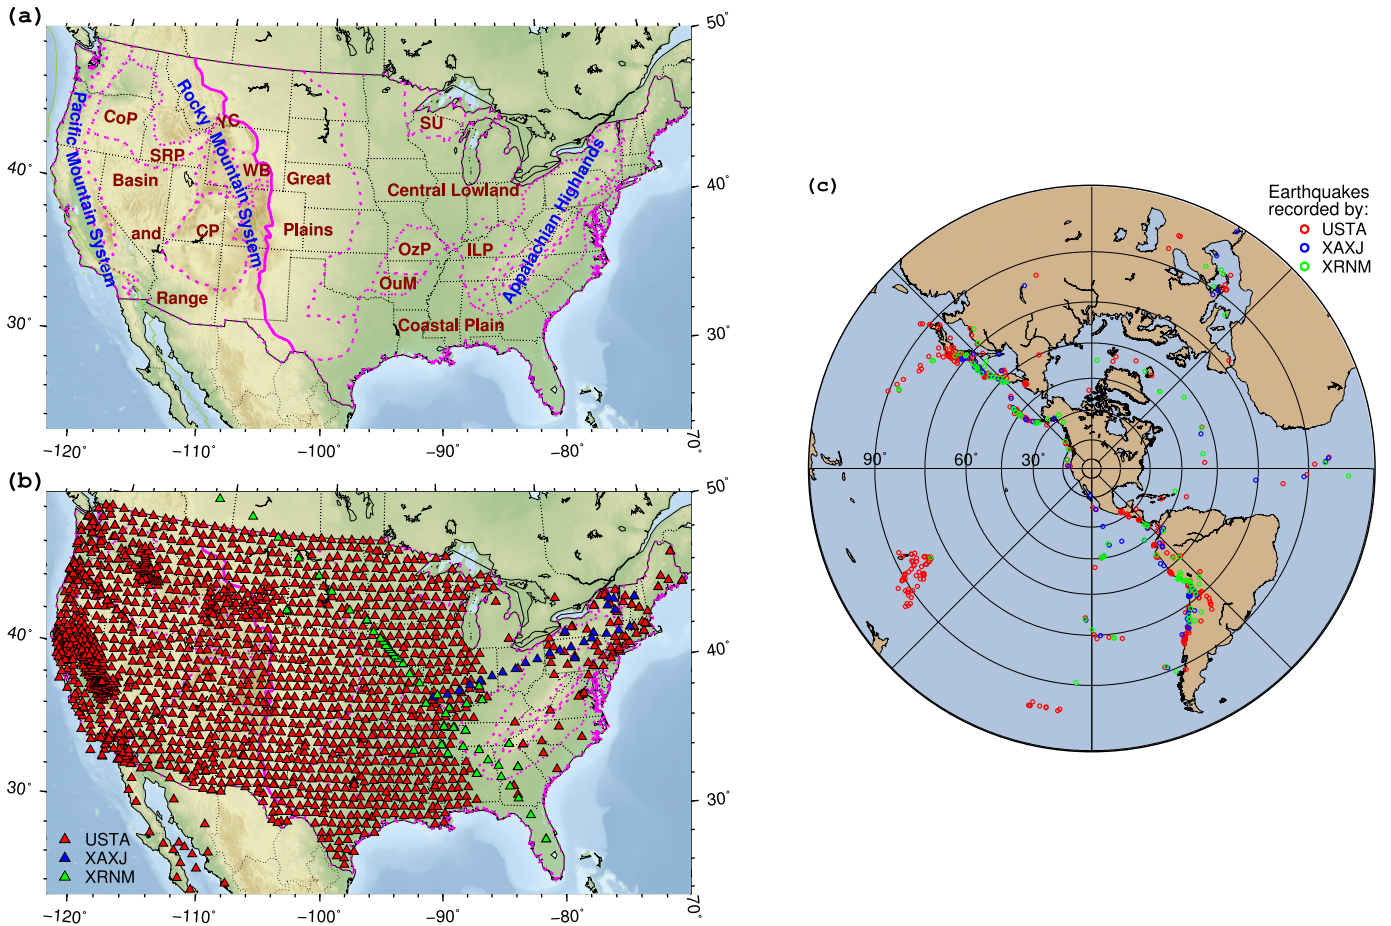 (a)
50°
70°
40°
40°
30°
30°
−120°
−110°
−100°
−90°
−80°
Pacific Mountain System
Rocky Mountain System
Appalachian Highlands
CoP
YC
SU
SRP
WB
Basin
Great
Central Lowland
and
CP
Plains
OzP
ILP
OuM
Range
Coastal Plain
(b)
50°
70°
40°
40°
30°
30°
USTA
XAXJ
XRNM
−120°
−110°
−100°
−90°
−80°
(c)
Earthquakes
recorded by:
USTA
XAXJ
XRNM
90°
60°
30°